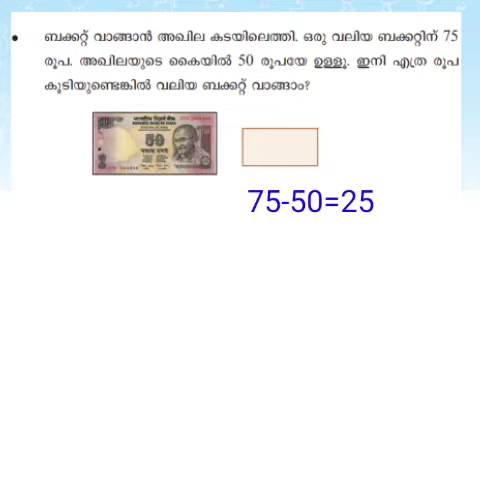 • ബക്കറ്റ് വാങ്ങാൻ അഖില കടയിലെത്തി. ഒരു വലിയ ബക്കറ്റിന് 75
രൂപ. അഖിലയുടെ കൈയിൽ 50 രൂപയേ ഉള്ളൂ. ഇനി എത്ര രൂപ
കൂടിയുണ്ടെങ്കിൽ വലിയ ബക്കറ്റ് വാങ്ങാം?
50
75-50=25